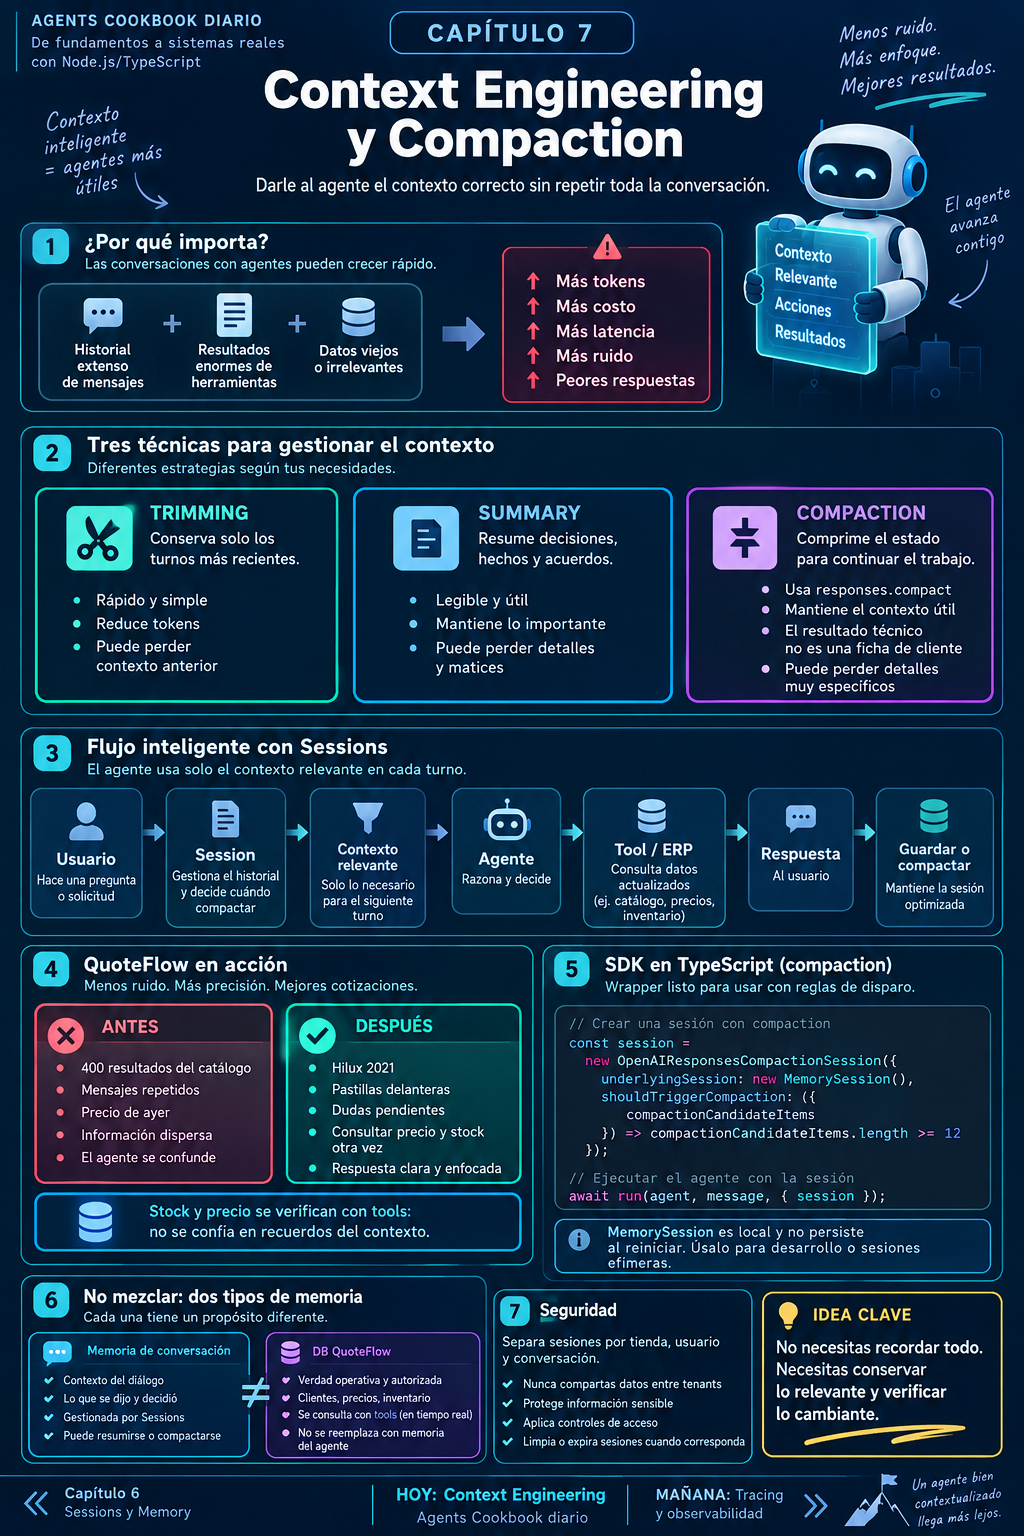 AGENTS COOKBOOK DIARIO
De fundamentos a sistemas reales
con Node.js/TypeScript
CAPÍTULO 7
Context Engineering
y Compaction
Darle al agente el contexto correcto sin repetir toda la conversación.
Contexto
inteligente
= agentes más
útiles
Menos ruido.
Más enfoque.
Mejores resultados.
El agente
avanza
contigo
Contexto
Relevante
Acciones
Resultados
1
¿Por qué importa?
Las conversaciones con agentes pueden crecer rápido.
Historial
extenso
de mensajes
+
Resultados
enormes de
herramientas
+
Datos viejos
o irrelevantes
Más tokens
Más costo
Más latencia
Más ruido
Peores respuestas
2
Tres técnicas para gestionar el contexto
Diferentes estrategias según tus necesidades.
TRIMMING
Conserva solo los
turnos más recientes.
Rápido y simple
Reduce tokens
Puede perder
contexto anterior
SUMMARY
Resume decisiones,
hechos y acuerdos.
Legible y útil
Mantiene lo importante
Puede perder detalles
y matices
COMPACTION
Comprime el estado
para continuar el trabajo.
Usa responses.compact
Mantiene el contexto útil
El resultado técnico
no es una ficha de cliente
Puede perder detalles
muy específicos
3
Flujo inteligente con Sessions
El agente usa solo el contexto relevante en cada turno.
Usuario
Hace una pregunta
o solicitud
Session
Gestiona el historial
y decide cuándo
compactar
Contexto
relevante
Solo lo necesario
para el siguiente
turno
Agente
Razona y decide
Tool / ERP
Consulta datos
actualizados
(ej. catálogo, precios,
inventario)
Respuesta
Al usuario
Guardar o
compactar
Mantiene la sesión
optimizada
4
QuoteFlow en acción
Menos ruido. Más precisión. Mejores cotizaciones.
ANTES
400 resultados del catálogo
Mensajes repetidos
Precio de ayer
Información dispersa
El agente se confunde
DESPUÉS
Hilux 2021
Pastillas delanteras
Dudas pendientes
Consultar precio y stock
otra vez
Respuesta clara y enfocada
Stock y precio se verifican con tools:
no se confía en recuerdos del contexto.
5
SDK en TypeScript (compaction)
Wrapper listo para usar con reglas de disparo.
// Crear una sesión con compaction
const session =
new OpenAIResponsesCompactionSession({
underlyingSession: new MemorySession(),
shouldTriggerCompaction: ({
compactionCandidateItems
}) => compactionCandidateItems.length >= 12
});
// Ejecutar el agente con la sesión
await run(agent, message, { session });
MemorySession es local y no persiste
al reiniciar. Úsalo para desarrollo o sesiones
efimeras.
6
No mezclar: dos tipos de memoria
Cada una tiene un propósito diferente.
Memoria de conversación
Contexto del diálogo
Lo que se dijo y decidió
Gestionada por Sessions
Puede resumirse o compactarse
≠
DB QuoteFlow
Verdad operativa y autorizada
Clientes, precios, inventario
Se consulta con tools (en tiempo real)
No se reemplaza con memoria
del agente
7
Seguridad
Separa sesiones por tienda, usuario
y conversación.
Nunca compartas datos entre tenants
Protege información sensible
Aplica controles de acceso
Limpia o expira sesiones cuando corresponda
IDEA CLAVE
No necesitas recordar todo.
Necesitas conservar
lo relevante y verificar
lo cambiante.
Capítulo 6
Sessions y Memory
HOY: Context Engineering
Agents Cookbook diario
MAÑANA: Tracing
y observabilidad
Un agente bien
contextualizado
llega más lejos.